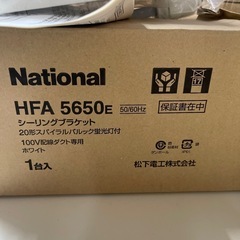 National
HFA 5650E
50/60Hz
保証書在中
シーリングブラケット
20形スパイラルパルック蛍光灯付
100V配線ダクト専用
ホワイト
1台入
松下電工株式会社